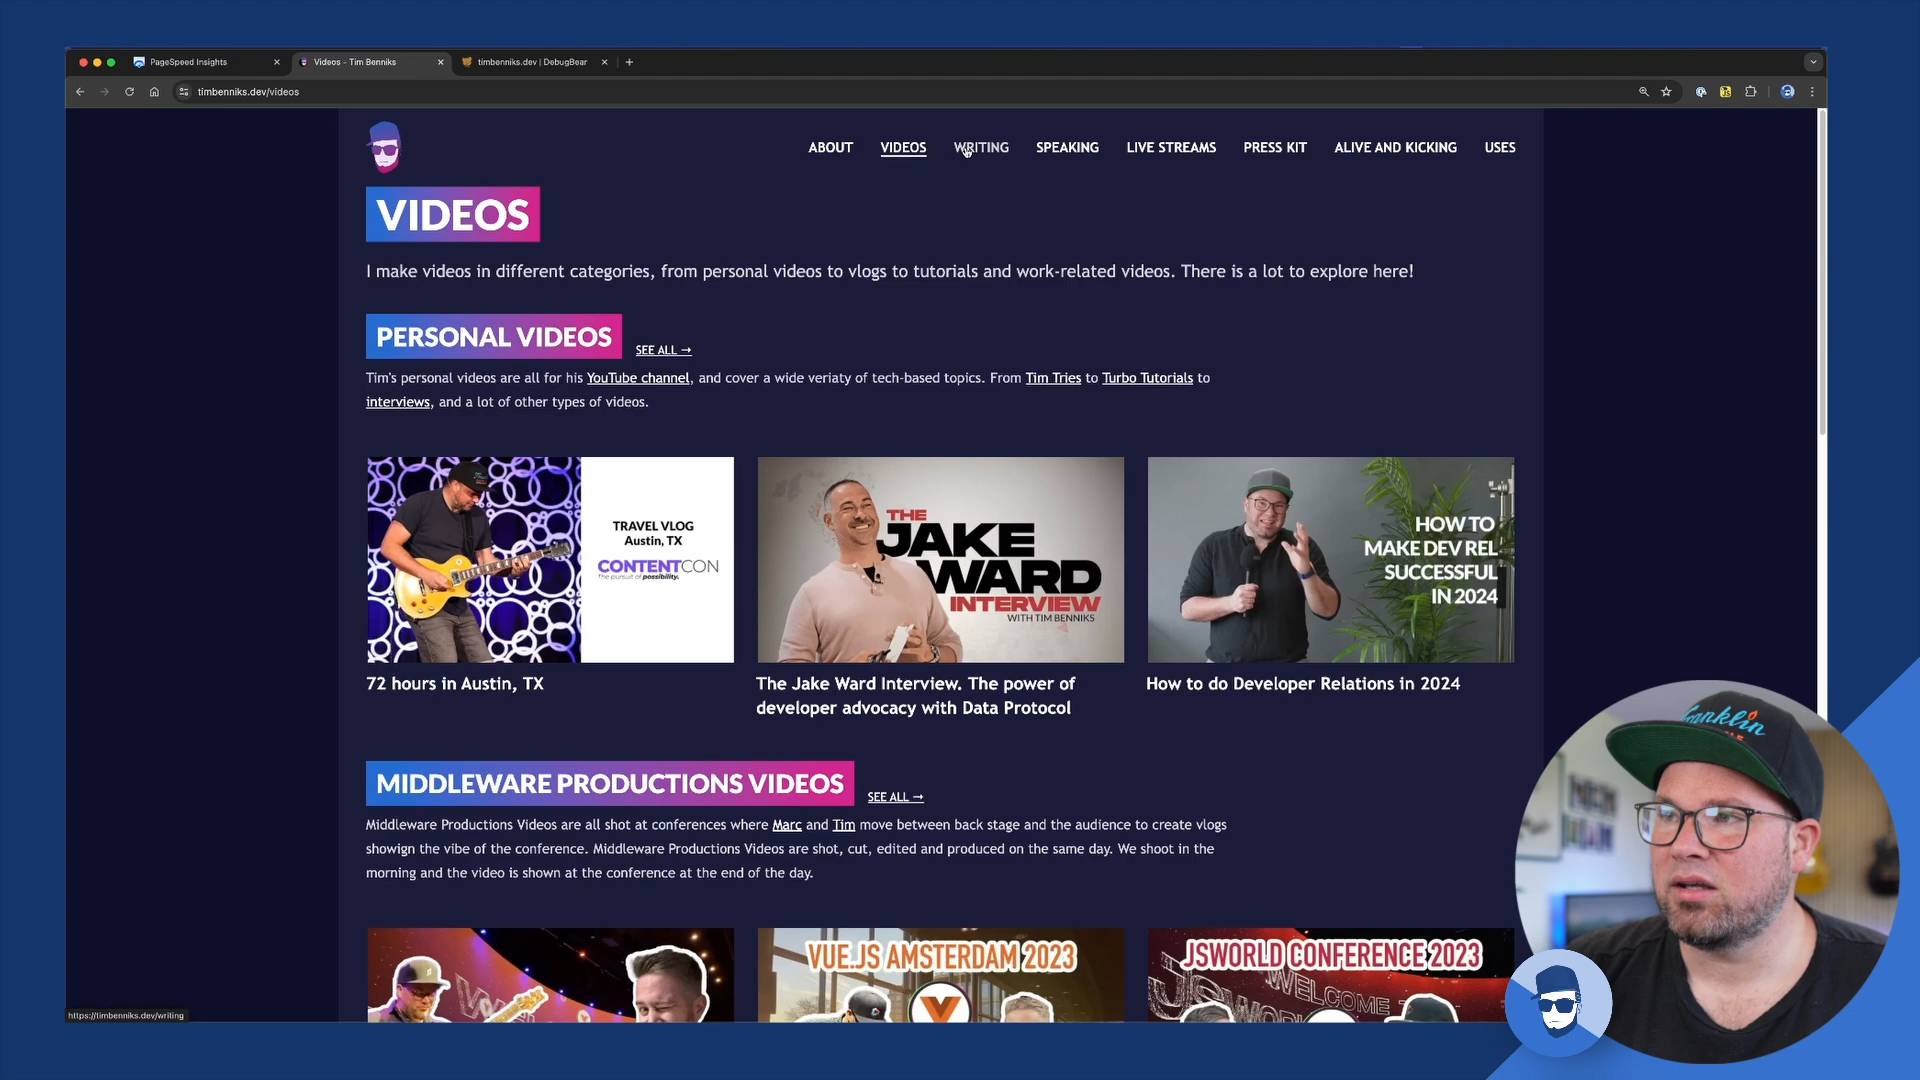 PageSpeed Insights
Videos - Tim Benniks
timbenniks.dev | DebugBear
timbenniks.dev/videos
ABOUT VIDEOS WRITING SPEAKING LIVE STREAMS PRESS KIT ALIVE AND KICKING USES
VIDEOS
I make videos in different categories, from personal videos to vlogs to tutorials and work-related videos. There is a lot to explore here!
PERSONAL VIDEOS SEE ALL →
Tim's personal videos are all for his YouTube channel, and cover a wide veriaty of tech-based topics. From Tim Tries to Turbo Tutorials to
interviews, and a lot of other types of videos.
TRAVEL VLOG
Austin, TX
CONTENTCON
The pursuit of possibility.
THE
JAKE
WARD
INTERVIEW
WITH TIM BENNIKS
HOW TO
MAKE DEV REL
SUCCESSFUL
IN 2024
72 hours in Austin, TX
The Jake Ward Interview. The power of
developer advocacy with Data Protocol
How to do Developer Relations in 2024
MIDDLEWARE PRODUCTIONS VIDEOS SEE ALL →
Middleware Productions Videos are all shot at conferences where Marc and Tim move between back stage and the audience to create vlogs
showign the vibe of the conference. Middleware Productions Videos are shot, cut, edited and produced on the same day. We shoot in the
morning and the video is shown at the conference at the end of the day.
VUE.JS AMSTERDAM 2023
JSWORLD CONFERENCE 2023
WELCOME
https://timbenniks.dev/writing